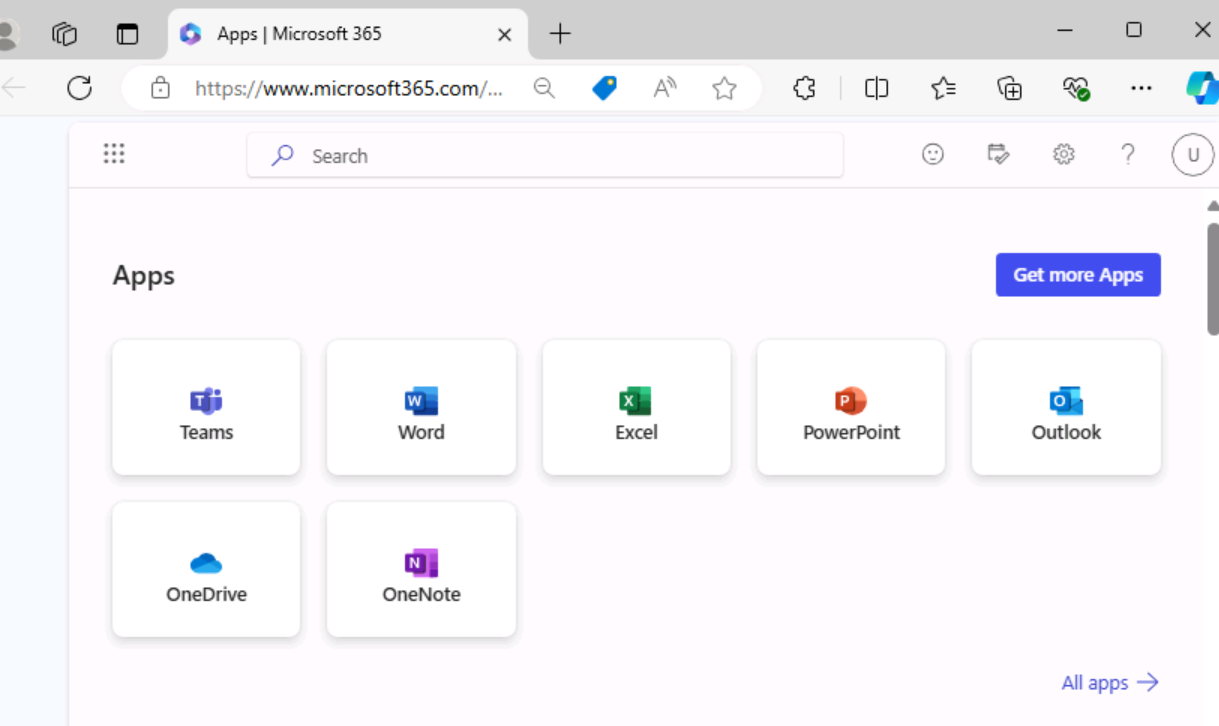 Apps | Microsoft 365
https://www.microsoft365.com/...
Search
U
Apps
Get more Apps
Teams
Word
Excel
PowerPoint
Outlook
OneDrive
OneNote
All apps